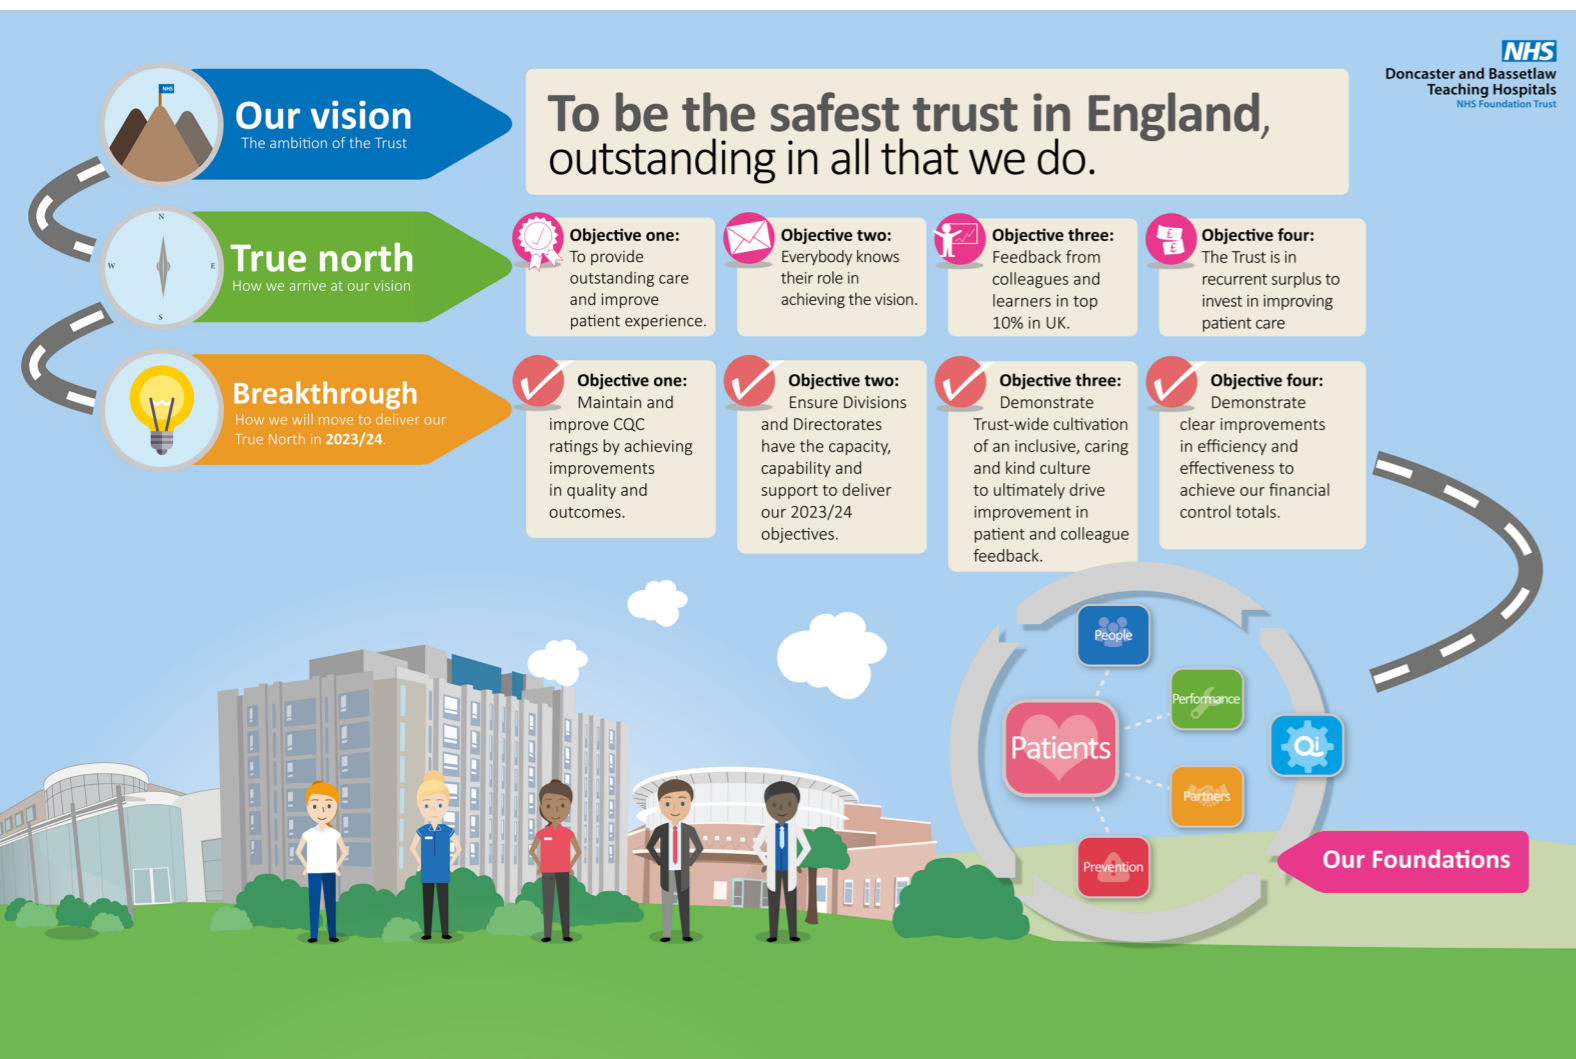 NHS
Doncaster and Bassetlaw
Teaching Hospitals
NHS Foundation Trust
NHS
Our vision
The ambition of the Trust
To be the safest trust in England,
outstanding in all that we do.
N
W
E
S
True north
How we arrive at our vision
Objective one:
To provide
outstanding care
and improve
patient experience.
Objective two:
Everybody knows
their role in
achieving the vision.
Objective three:
Feedback from
colleagues and
learners in top
10% in UK.
£
£
Objective four:
The Trust is in
recurrent surplus to
invest in improving
patient care
Breakthrough
How we will move to deliver our
True North in 2023/24.
Objective one:
Maintain and
improve CQC
ratings by achieving
improvements
in quality and
outcomes.
Objective two:
Ensure Divisions
and Directorates
have the capacity,
capability and
support to deliver
our 2023/24
objectives.
Objective three:
Demonstrate
Trust-wide cultivation
of an inclusive, caring
and kind culture
to ultimately drive
improvement in
patient and colleague
feedback.
Objective four:
Demonstrate
clear improvements
in efficiency and
effectiveness to
achieve our financial
control totals.
People
Performance
Patients
Qi
Partners
Prevention
Our Foundations